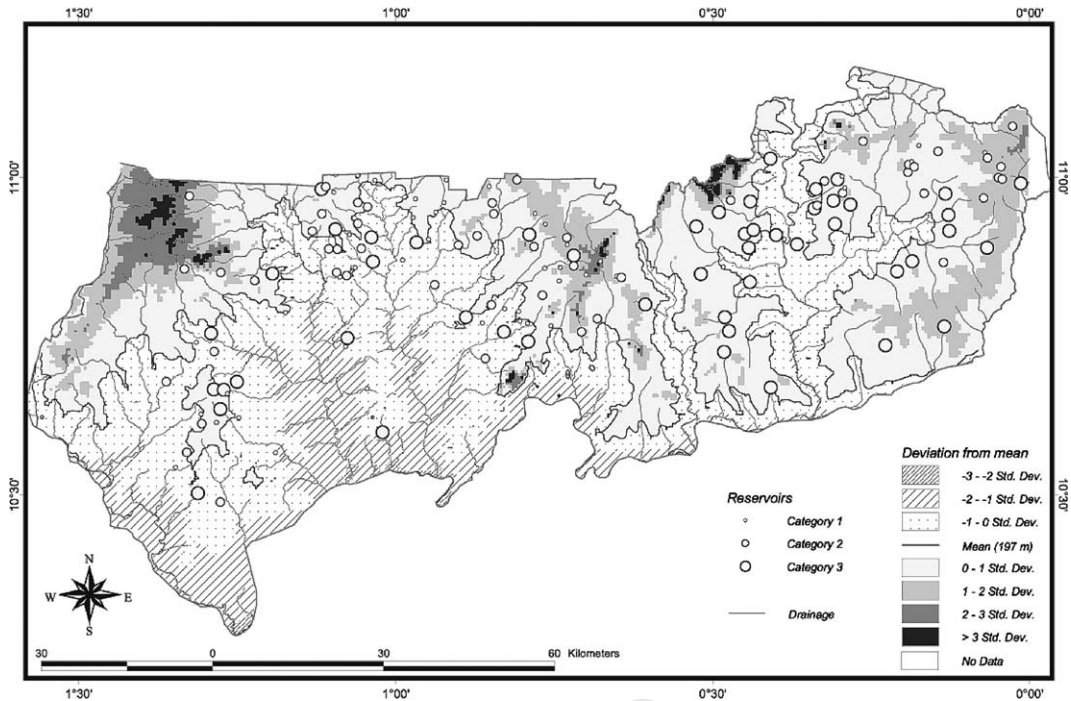 1°30' 1°00' 0°30' 0°00'
11°00' 11°00'
10°30' 10°30'
Reservoirs
Category 1
Category 2
Category 3
Drainage
Deviation from mean
-3 - -2 Std. Dev.
-2 - -1 Std. Dev.
-1 - 0 Std. Dev.
Mean (197 m)
0 - 1 Std. Dev.
1 - 2 Std. Dev.
2 - 3 Std. Dev.
> 3 Std. Dev.
No Data
N
W E
S
30 0 30 60 Kilometers
1°30' 1°00' 0°30' 0°00'